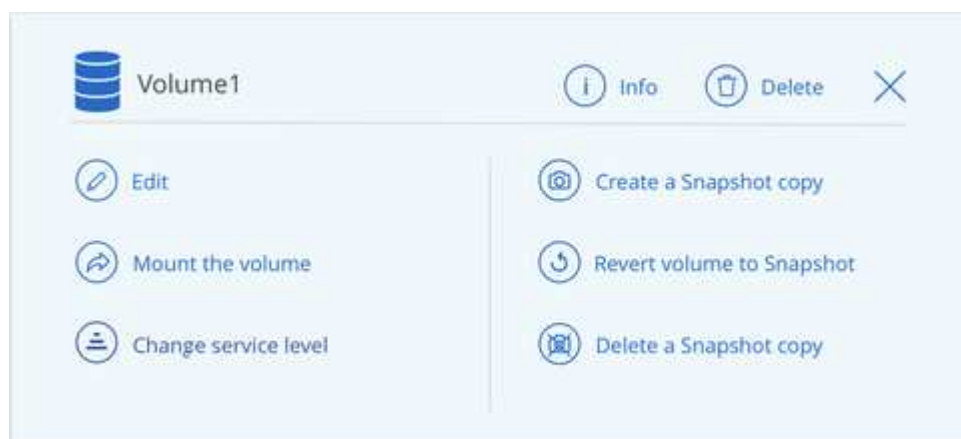 Volume1
Info
Delete
Edit
Mount the volume
Change service level
Create a Snapshot copy
Revert volume to Snapshot
Delete a Snapshot copy